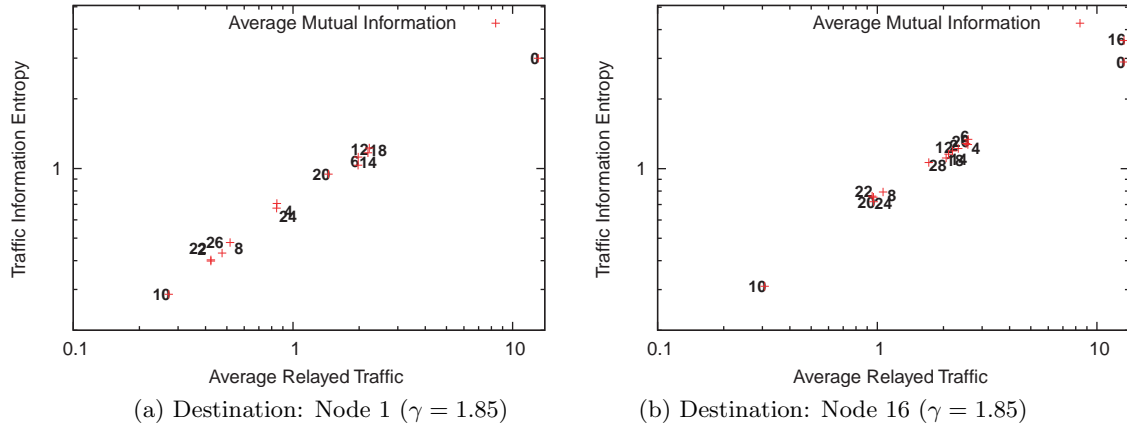 Average Mutual Information
Traffic Information Entropy
1
0
12 18
6 14
20
4
24
22 26 8
10
0.1 1 10
Average Relayed Traffic
(a) Destination: Node 1 (γ = 1.85)
Average Mutual Information
Traffic Information Entropy
1
16
0
6
12 4
28 18 14
22 8
20 24
10
0.1 1 10
Average Relayed Traffic
(b) Destination: Node 16 (γ = 1.85)